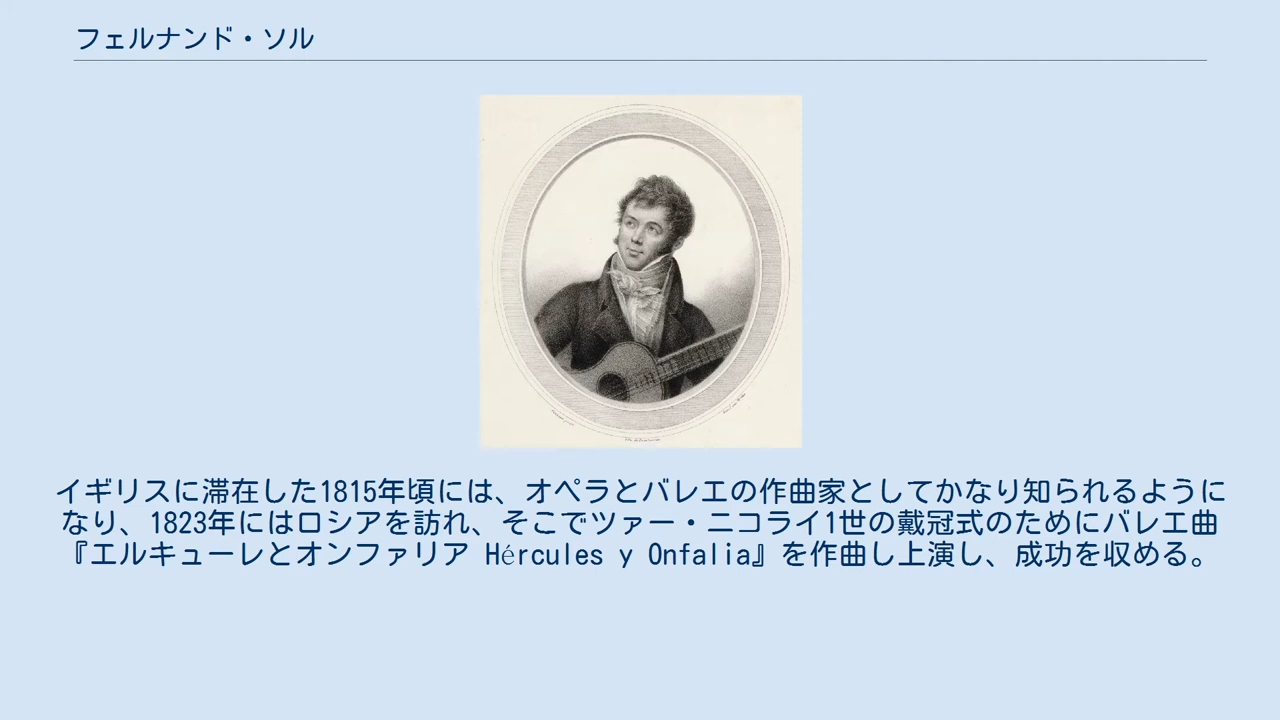 フェルナンド・ソル
イギリスに滞在した1815年頃には、オペラとバレエの作曲家としてかなり知られるように
なり、1823年にはロシアを訪れ、そこでツァー・ニコライ1世の戴冠式のためにバレエ曲
『エルキューレとオンファリア Hércules y Onfalia』を作曲し上演し、成功を収める。